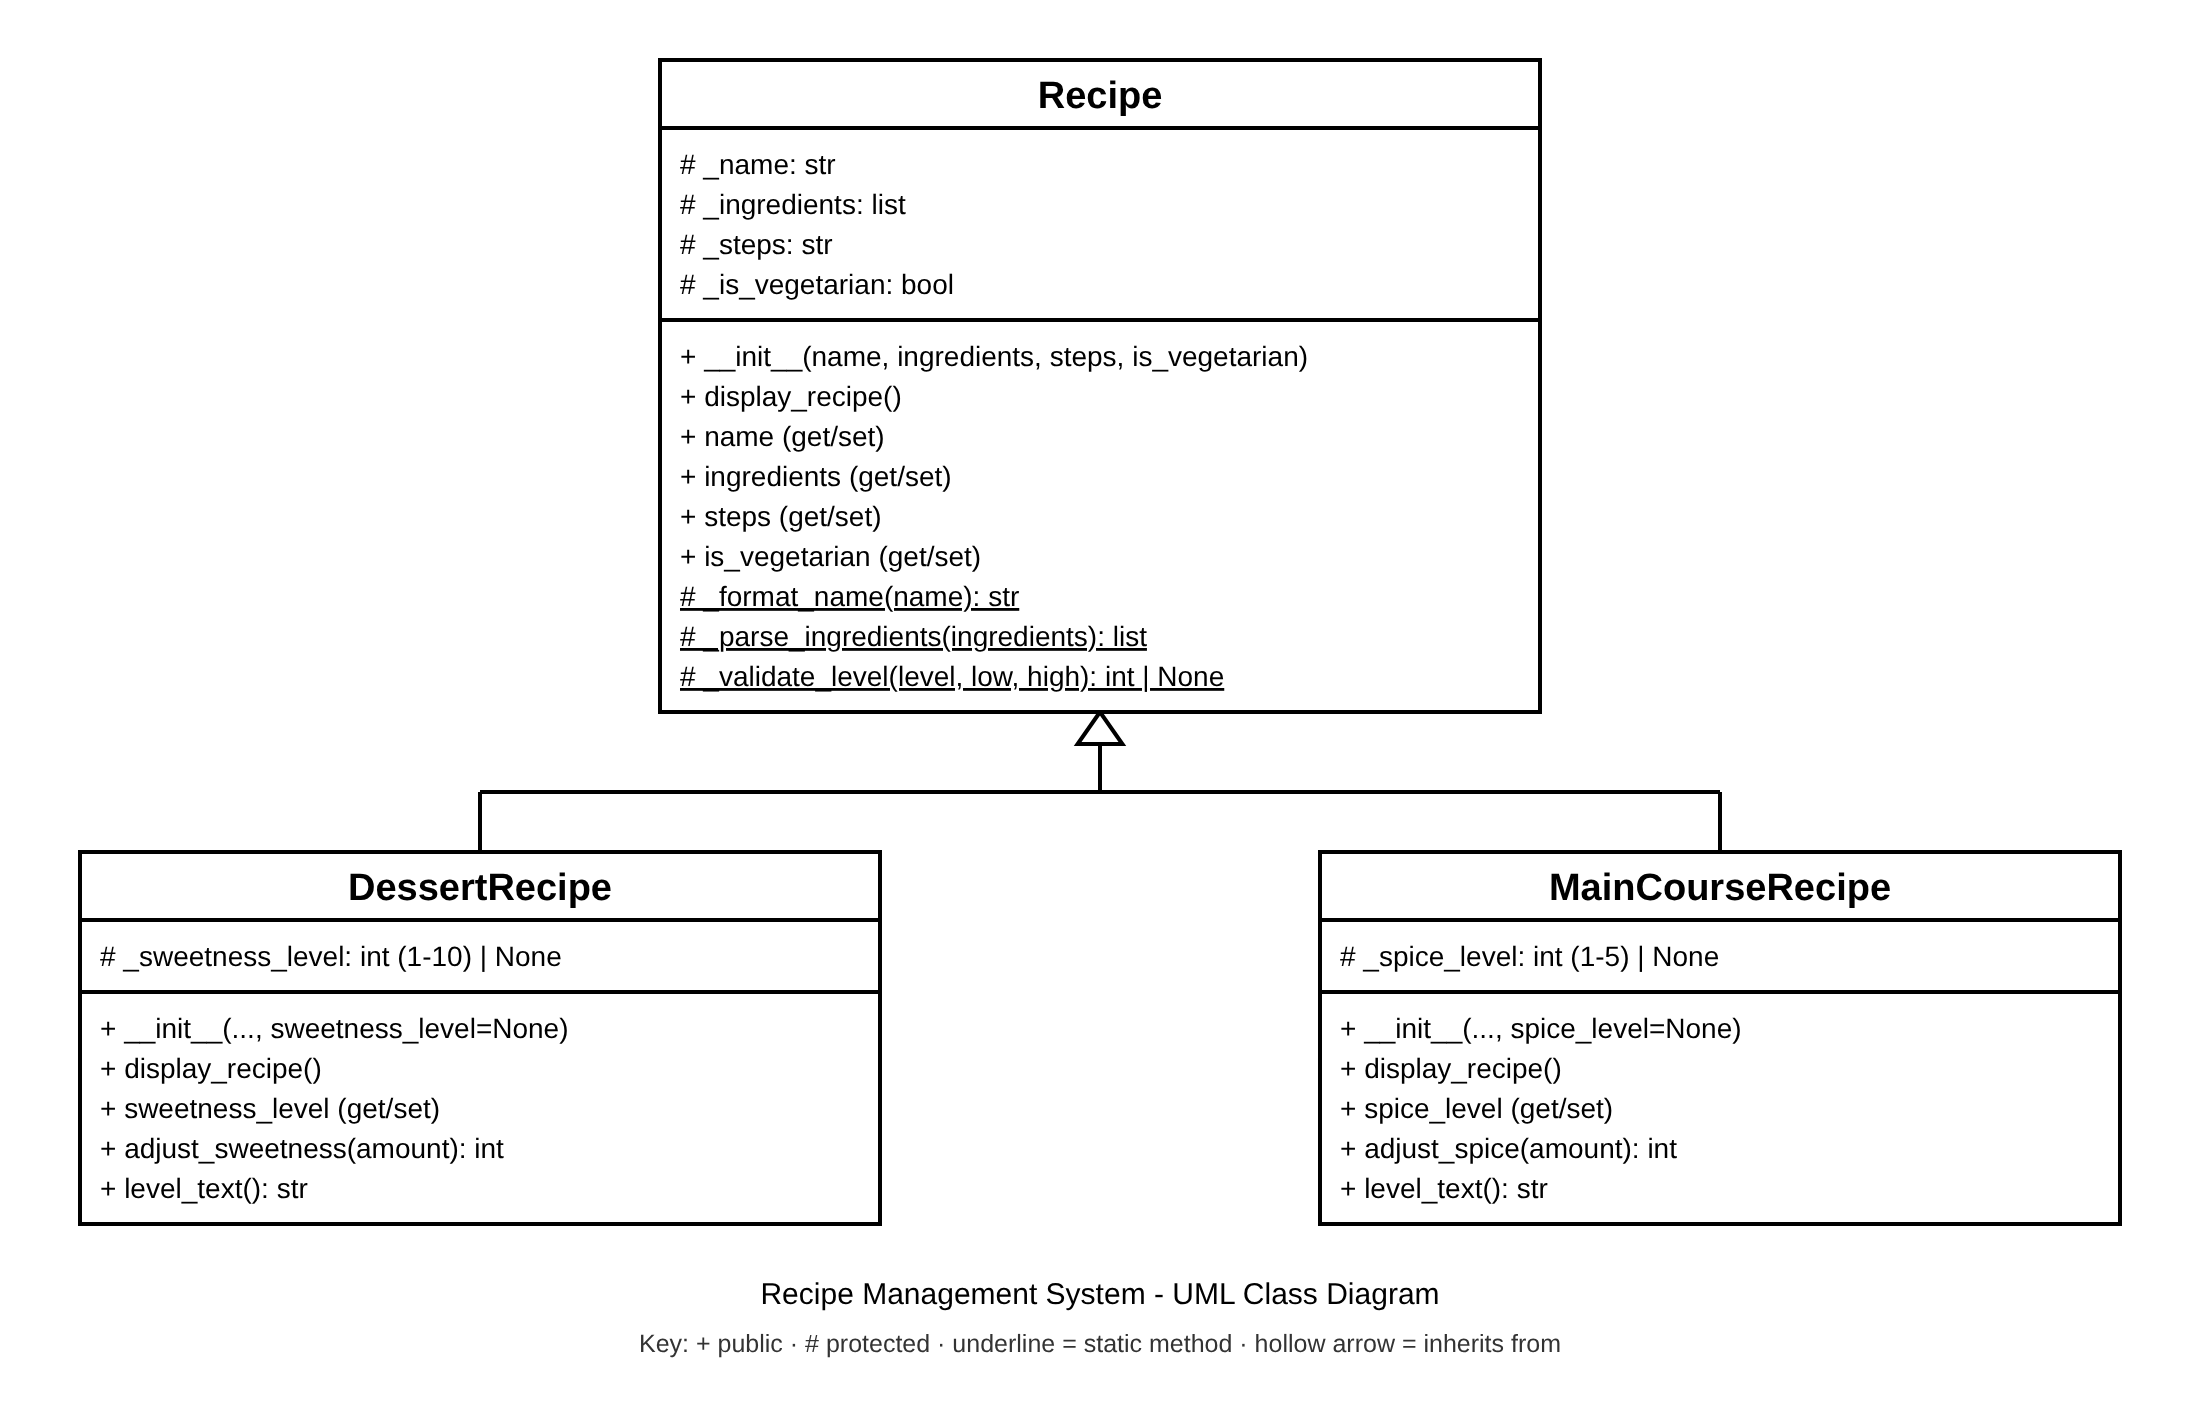 Recipe
# _name: str
# _ingredients: list
# _steps: str
# _is_vegetarian: bool
+ __init__(name, ingredients, steps, is_vegetarian)
+ display_recipe()
+ name (get/set)
+ ingredients (get/set)
+ steps (get/set)
+ is_vegetarian (get/set)
# _format_name(name): str
# _parse_ingredients(ingredients): list
# _validate_level(level, low, high): int | None
DessertRecipe
# _sweetness_level: int (1-10) | None
+ __init__(..., sweetness_level=None)
+ display_recipe()
+ sweetness_level (get/set)
+ adjust_sweetness(amount): int
+ level_text(): str
MainCourseRecipe
# _spice_level: int (1-5) | None
+ __init__(..., spice_level=None)
+ display_recipe()
+ spice_level (get/set)
+ adjust_spice(amount): int
+ level_text(): str
Recipe Management System - UML Class Diagram
Key: + public · # protected · underline = static method · hollow arrow = inherits from